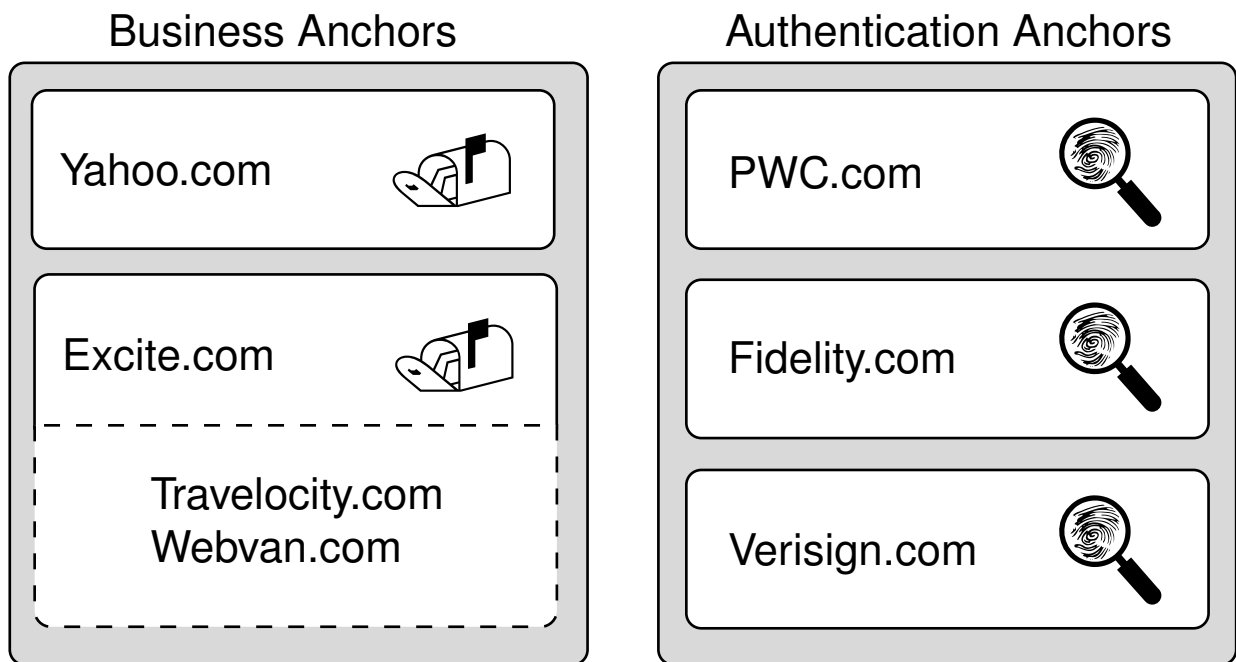 Business Anchors
Yahoo.com
Excite.com
Travelocity.com
Webvan.com
Authentication Anchors
PWC.com
Fidelity.com
Verisign.com